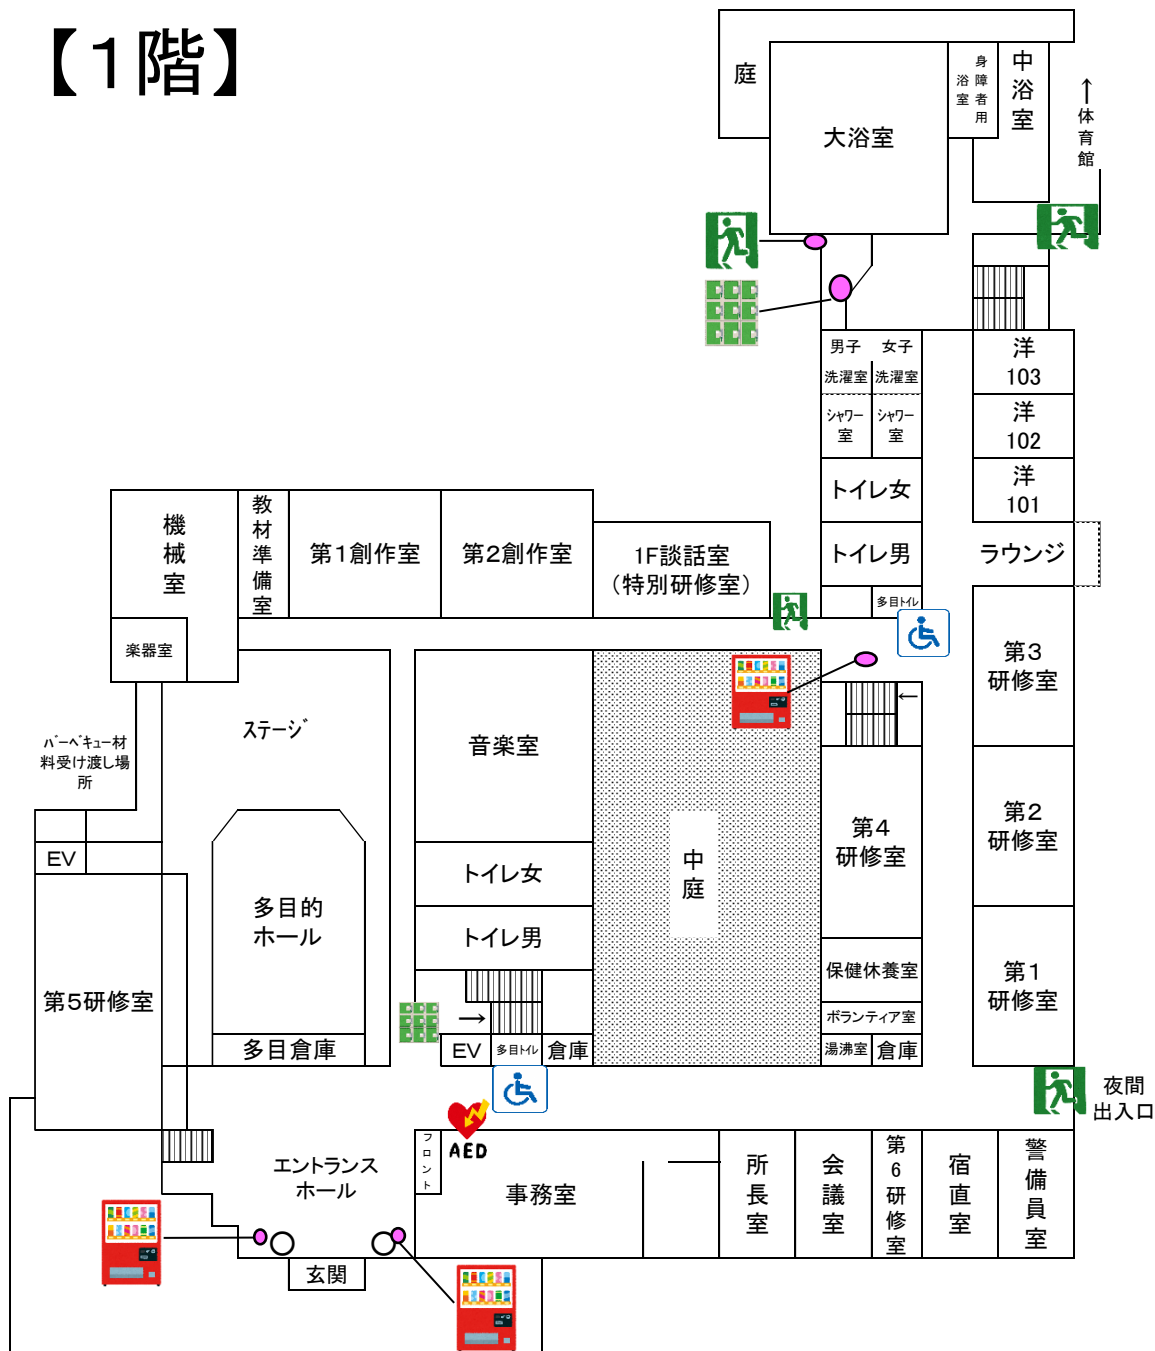 【1階】
庭
大浴室
身障者用
浴室
中浴室
↑体育館
男子 女子
洗濯室 洗濯室
シャワー室 シャワー室
洋
103
洋
102
洋
101
トイレ女
トイレ男
ラウンジ
多目トイレ
機械室
教材準備室
第1創作室
第2創作室
1F談話室
(特別研修室)
楽器室
ステージ
バーベキュー材
料受け渡し場
所
音楽室
第3
研修室
←
中庭
第4
研修室
第2
研修室
EV
トイレ女
多目的
ホール
トイレ男
第5研修室
保健休養室
第1
研修室
ボランティア室
→
多目倉庫
EV
多目トイレ
倉庫
湯沸室
倉庫
夜間
出入口
AED
フロント
エントランス
ホール
事務室
所長室
会議室
第6研修室
宿直室
警備員室
玄関